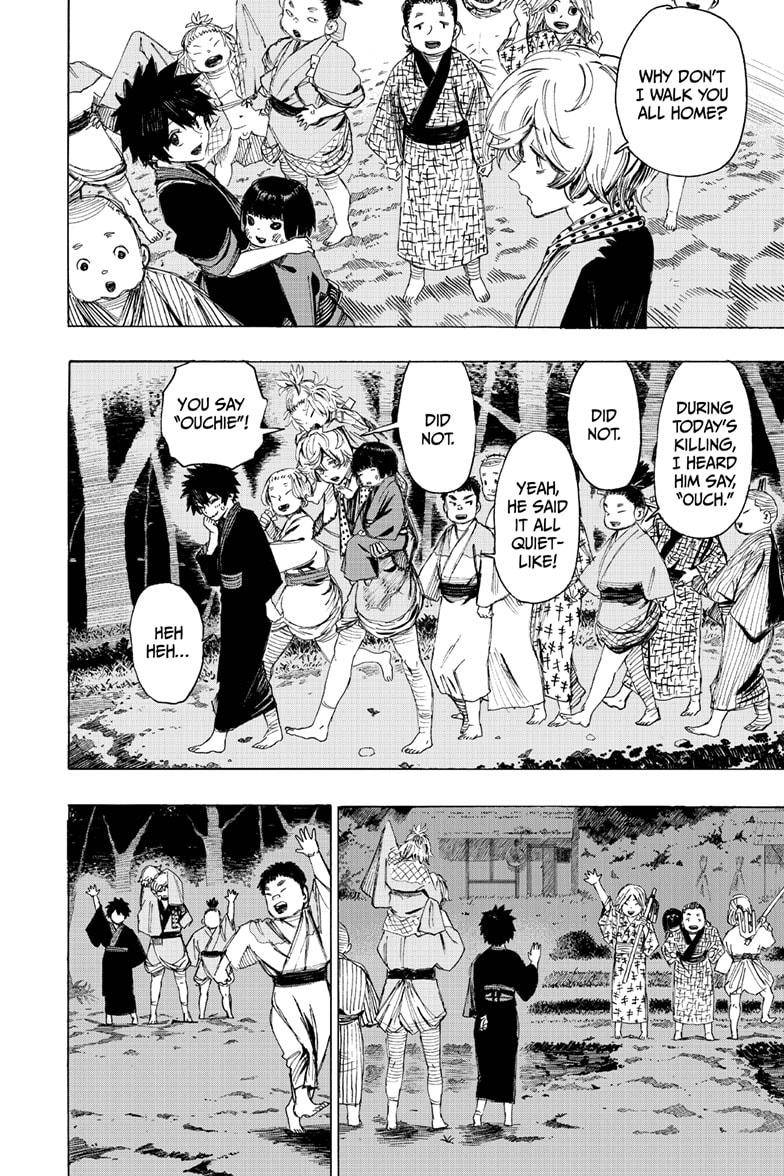 WHY DON'T
I WALK YOU
ALL HOME?
DURING
TODAY'S
KILLING,
I HEARD
HIM SAY,
"OUCH."
DID
NOT.
YEAH,
HE SAID
IT ALL
QUIET-
LIKE!
DID
NOT.
YOU SAY
"OUCHIE"!
HEH
HEH...